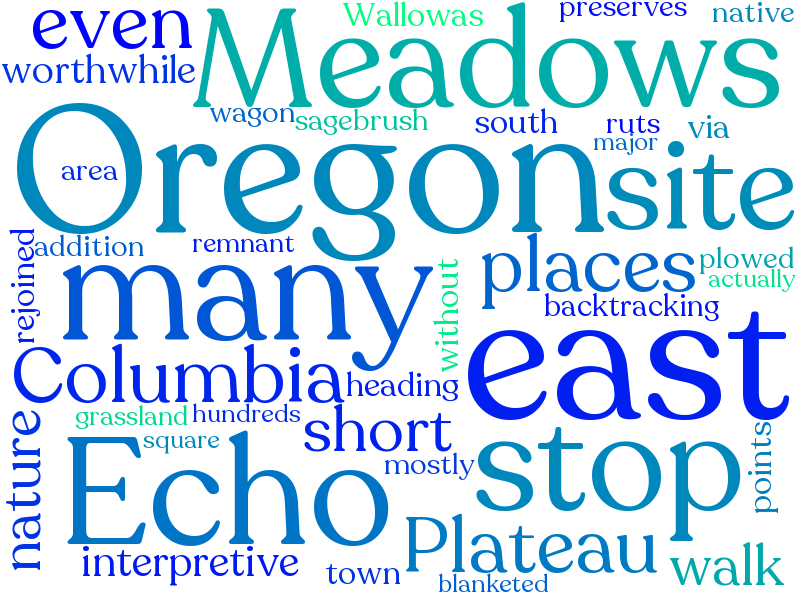 even
Wallowas
preserves
native
worthwhile
Meadows
wagon
sagebrush
south
ruts
via
major
area
Oregon
site
addition
remnant
rejoined
many
without
places
plowed
actually
backtracking
Columbia
heading
east
grassland
hundreds
square
short
mostly
nature
Echo
stop
points
interpretive
town
Plateau
walk
blanketed